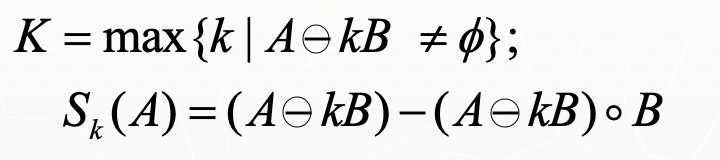 K = max{k | A ⊖ kB ≠ ϕ};
S_k(A) = (A ⊖ kB) − (A ⊖ kB) ∘ B